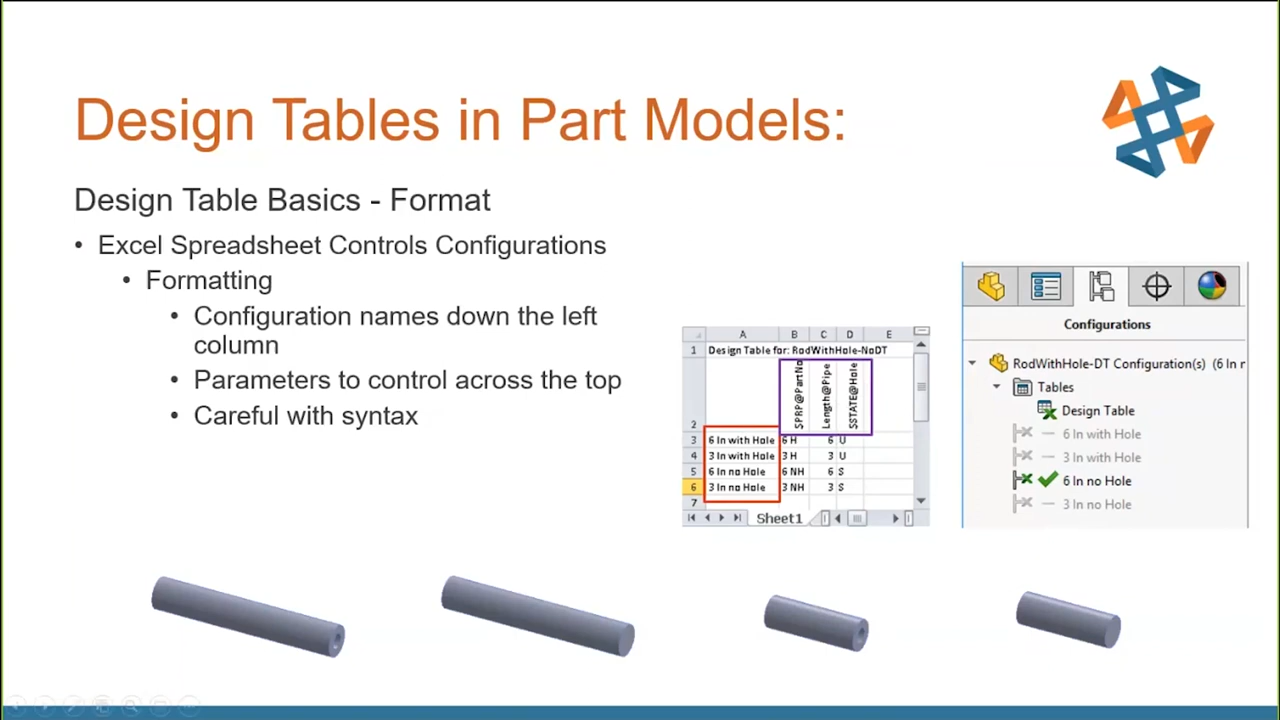 Design Tables in Part Models:
Design Table Basics - Format
• Excel Spreadsheet Controls Configurations
• Formatting
• Configuration names down the left
column
• Parameters to control across the top
• Careful with syntax
A B C D E
1 Design Table for: RodWithHole-NoDT
2 $PRP@PartNo Length@Pipe $STATE@Hole
3 6 In with Hole 6 H 6 U
4 3 In with Hole 3 H 3 U
5 6 In no Hole 6 NH 6 S
6 3 In no Hole 3 NH 3 S
7
Sheet1
Configurations
RodWithHole-DT Configuration(s) (6 In r
Tables
Design Table
6 In with Hole
3 In with Hole
6 In no Hole
3 In no Hole